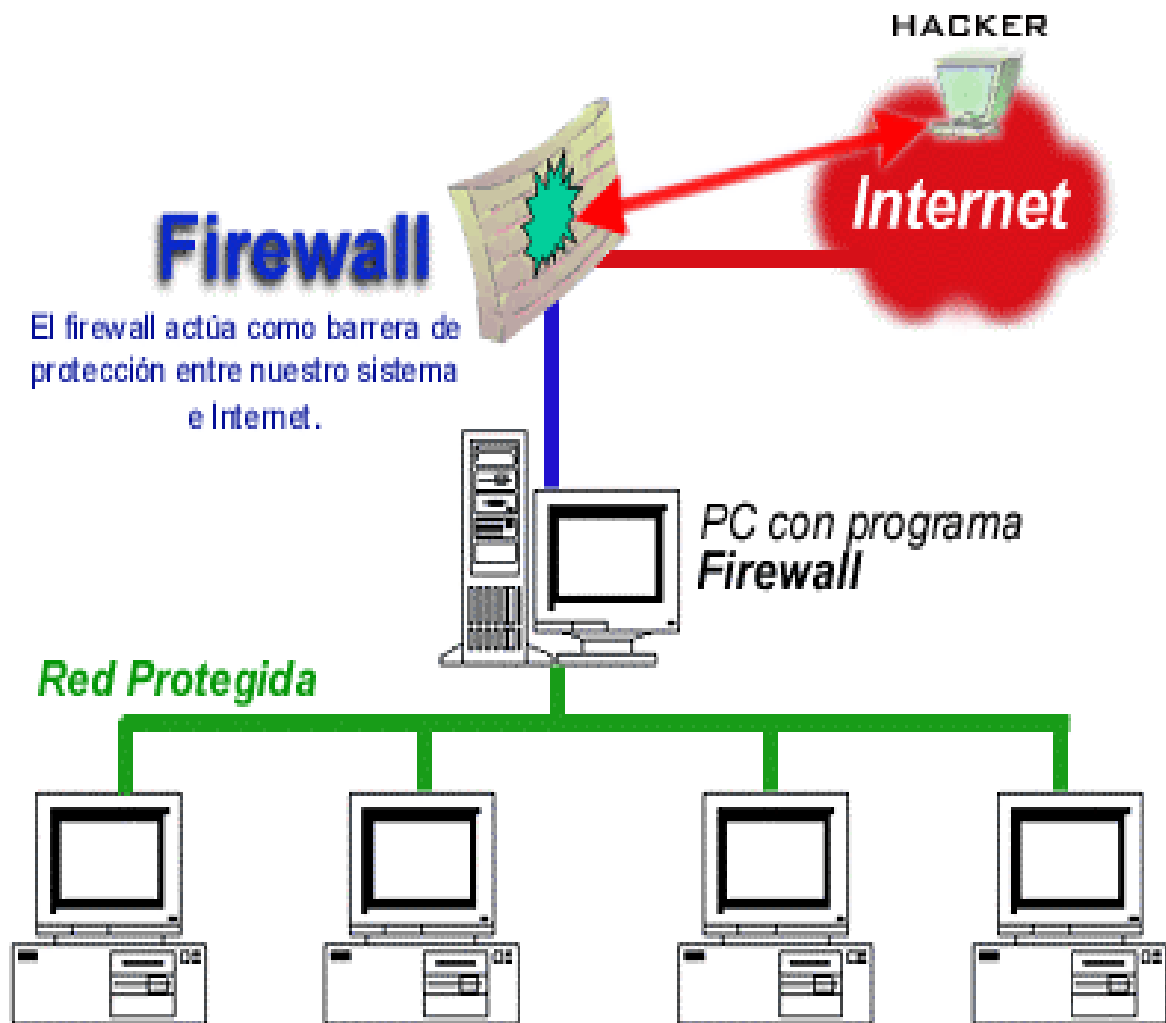 HACKER
Internet
Firewall
El firewall actúa como barrera de
protección entre nuestro sistema
e Internet.
PC con programa
Firewall
Red Protegida